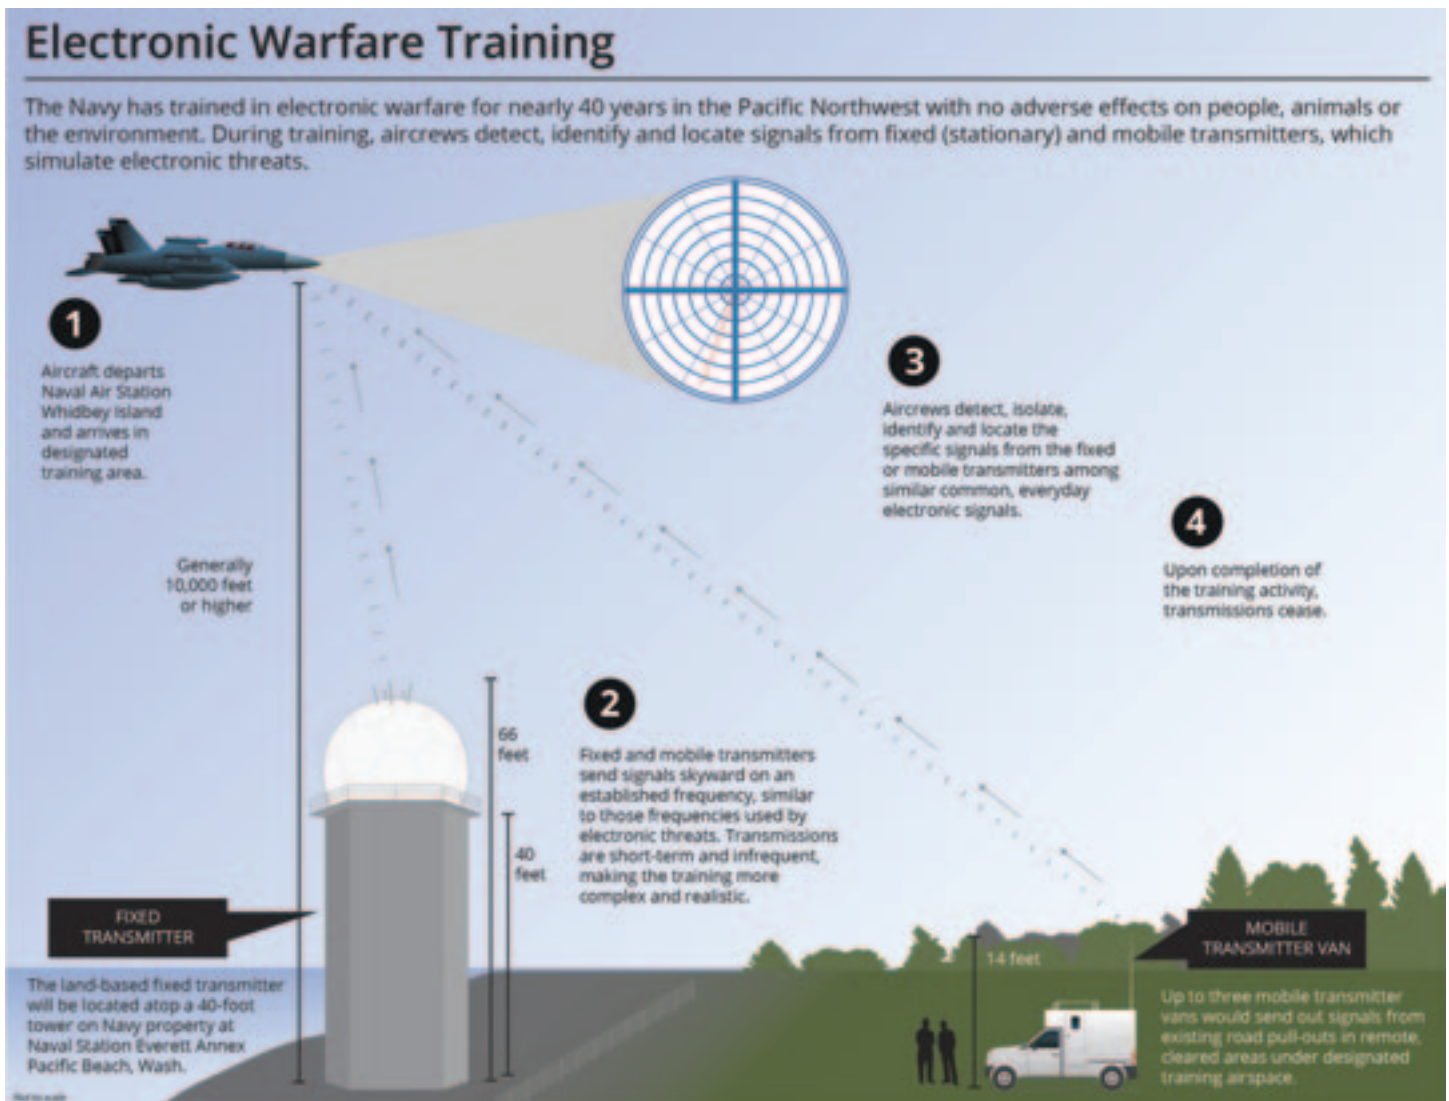 Electronic Warfare Training
The Navy has trained in electronic warfare for nearly 40 years in the Pacific Northwest with no adverse effects on people, animals or
the environment. During training, aircrews detect, identify and locate signals from fixed (stationary) and mobile transmitters, which
simulate electronic threats.
1
Aircraft departs
Naval Air Station
Whidbey Island
and arrives in
designated
training area.
Generally
10,000 feet
or higher
3
Aircrews detect, isolate,
identify and locate the
specific signals from the fixed
or mobile transmitters among
similar common, everyday
electronic signals.
4
Upon completion of
the training activity,
transmissions cease.
66
feet
40
feet
2
Fixed and mobile transmitters
send signals skyward on an
established frequency, similar
to those frequencies used by
electronic threats. Transmissions
are short-term and infrequent,
making the training more
complex and realistic.
FIXED
TRANSMITTER
The land-based fixed transmitter
will be located atop a 40-foot
tower on Navy property at
Naval Station Everett Annex
Pacific Beach, Wash.
Not to scale
14 feet
MOBILE
TRANSMITTER VAN
Up to three mobile transmitter
vans would send out signals from
existing road pull-outs in remote,
cleared areas under designated
training airspace.